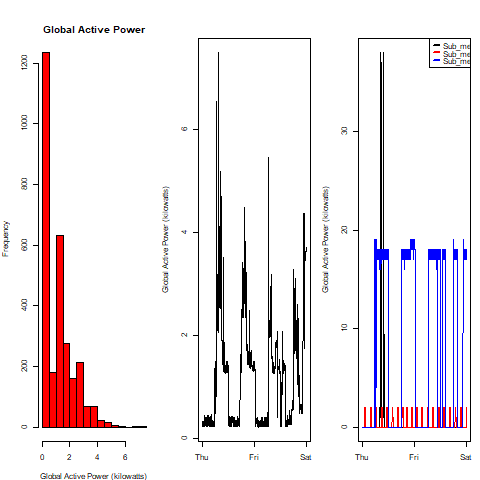 Global Active Power
Frequency
0
200
400
600
800
1000
1200
0
2
4
6
Global Active Power (kilowatts)
Global Active Power (kilowatts)
0
2
4
6
Thu
Fri
Sat
Global Active Power (kilowatts)
0
10
20
30
Thu
Fri
Sat
Sub_me
Sub_me
Sub_me